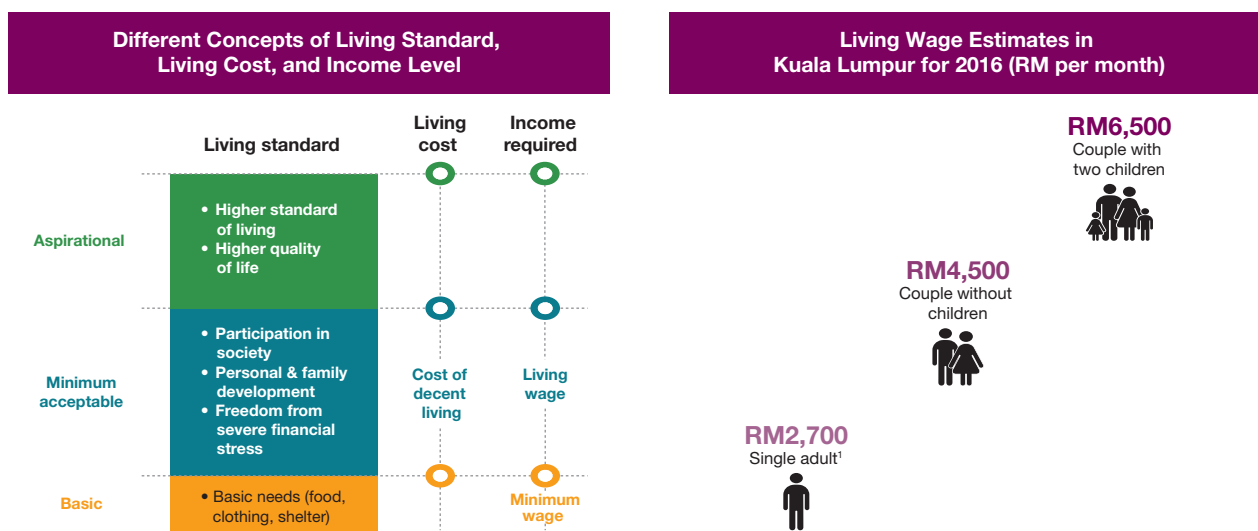 Different Concepts of Living Standard,
Living Cost, and Income Level
Living standard
Living
cost
Income
required
Aspirational
• Higher standard
of living
• Higher quality
of life
Minimum
acceptable
• Participation in
society
• Personal & family
development
• Freedom from
severe financial
stress
Cost of
decent
living
Living
wage
Basic
• Basic needs (food,
clothing, shelter)
Minimum
wage
Living Wage Estimates in
Kuala Lumpur for 2016 (RM per month)
RM6,500
Couple with
two children
RM4,500
Couple without
children
RM2,700
Single adult¹